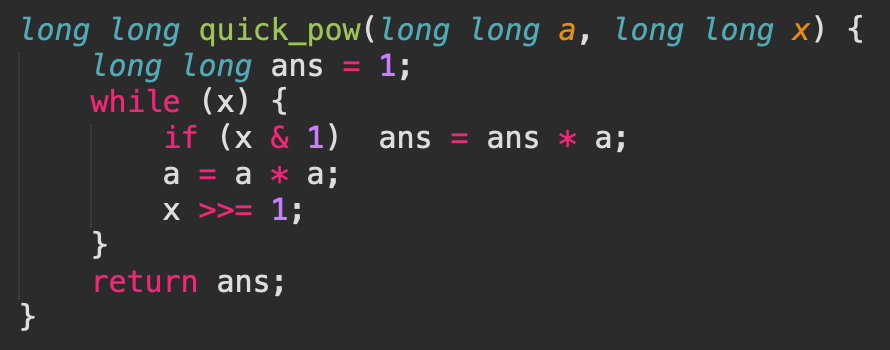 long long quick_pow(long long a, long long x) {
    long long ans = 1;
    while (x) {
        if (x & 1)  ans = ans * a;
        a = a * a;
        x >>= 1;
    }
    return ans;
}